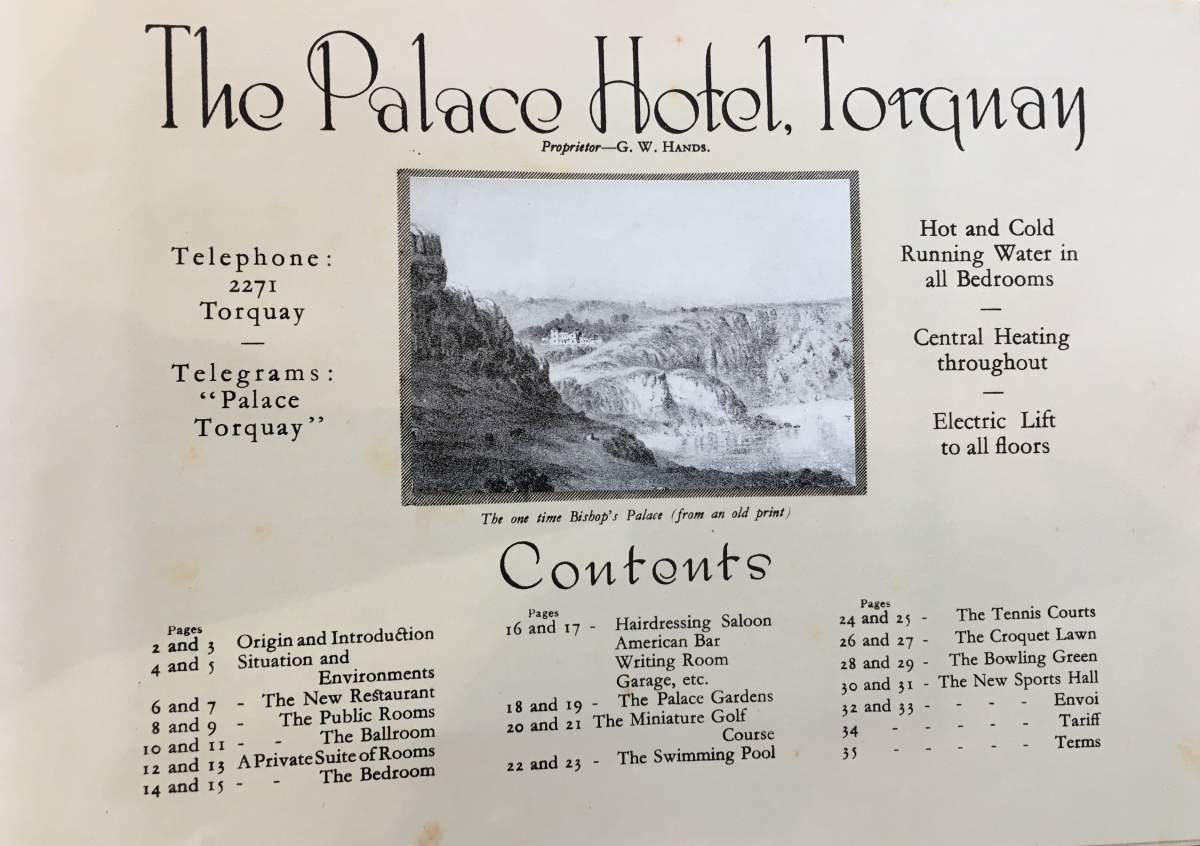 The Palace Hotel, Torquay
Proprietor—G. W. HANDS.
Telephone:
2271
Torquay
—
Telegrams:
“Palace
Torquay”
Hot and Cold
Running Water in
all Bedrooms
—
Central Heating
throughout
—
Electric Lift
to all floors
The one time Bishop's Palace (from an old print)
Contents
Pages
2 and 3 Origin and Introduction
4 and 5 Situation and
Environments
6 and 7 - The New Restaurant
8 and 9 - The Public Rooms
10 and 11 - - The Ballroom
12 and 13 A Private Suite of Rooms
14 and 15 - - The Bedroom
Pages
16 and 17 - Hairdressing Saloon
American Bar
Writing Room
Garage, etc.
18 and 19 - The Palace Gardens
20 and 21 The Miniature Golf
Course
22 and 23 - The Swimming Pool
Pages
24 and 25 - The Tennis Courts
26 and 27 - The Croquet Lawn
28 and 29 - The Bowling Green
30 and 31 - The New Sports Hall
32 and 33 - - - - Envoi
34 - - - - - Tariff
35 - - - - - Terms